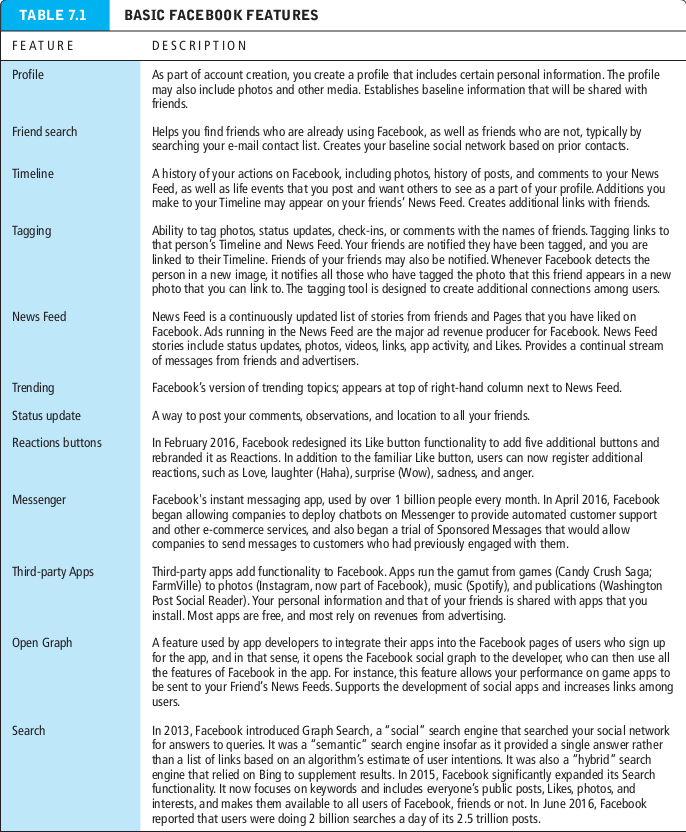 TABLE 7.1 BASIC FACEBOOK FEATURES
FEATURE DESCRIPTION
Profile As part of account creation, you create a profile that includes certain personal information. The profile
may also include photos and other media. Establishes baseline information that will be shared with
friends.
Friend search Helps you find friends who are already using Facebook, as well as friends who are not, typically by
searching your e-mail contact list. Creates your baseline social network based on prior contacts.
Timeline A history of your actions on Facebook, including photos, history of posts, and comments to your News
Feed, as well as life events that you post and want others to see as a part of your profile. Additions you
make to your Timeline may appear on your friends' News Feed. Creates additional links with friends.
Tagging Ability to tag photos, status updates, check-ins, or comments with the names of friends. Tagging links to
that person's Timeline and News Feed. Your friends are notified they have been tagged, and you are
linked to their Timeline. Friends of your friends may also be notified. Whenever Facebook detects the
person in a new image, it notifies all those who have tagged the photo that this friend appears in a new
photo that you can link to. The tagging tool is designed to create additional connections among users.
News Feed News Feed is a continuously updated list of stories from friends and Pages that you have liked on
Facebook. Ads running in the News Feed are the major ad revenue producer for Facebook. News Feed
stories include status updates, photos, videos, links, app activity, and Likes. Provides a continual stream
of messages from friends and advertisers.
Trending Facebook's version of trending topics; appears at top of right-hand column next to News Feed.
Status update A way to post your comments, observations, and location to all your friends.
Reactions buttons In February 2016, Facebook redesigned its Like button functionality to add five additional buttons and
rebranded it as Reactions. In addition to the familiar Like button, users can now register additional
reactions, such as Love, laughter (Haha), surprise (Wow), sadness, and anger.
Messenger Facebook's instant messaging app, used by over 1 billion people every month. In April 2016, Facebook
began allowing companies to deploy chatbots on Messenger to provide automated customer support
and other e-commerce services, and also began a trial of Sponsored Messages that would allow
companies to send messages to customers who had previously engaged with them.
Third-party Apps Third-party apps add functionality to Facebook. Apps run the gamut from games (Candy Crush Saga;
FarmVille) to photos (Instagram, now part of Facebook), music (Spotify), and publications (Washington
Post Social Reader). Your personal information and that of your friends is shared with apps that you
install. Most apps are free, and most rely on revenues from advertising.
Open Graph A feature used by app developers to integrate their apps into the Facebook pages of users who sign up
for the app, and in that sense, it opens the Facebook social graph to the developer, who can then use all
the features of Facebook in the app. For instance, this feature allows your performance on game apps to
be sent to your Friend's News Feeds. Supports the development of social apps and increases links among
users.
Search In 2013, Facebook introduced Graph Search, a "social" search engine that searched your social network
for answers to queries. It was a "semantic" search engine insofar as it provided a single answer rather
than a list of links based on an algorithm's estimate of user intentions. It was also a "hybrid" search
engine that relied on Bing to supplement results. In 2015, Facebook significantly expanded its Search
functionality. It now focuses on keywords and includes everyone's public posts, Likes, photos, and
interests, and makes them available to all users of Facebook, friends or not. In June 2016, Facebook
reported that users were doing 2 billion searches a day of its 2.5 trillion posts.